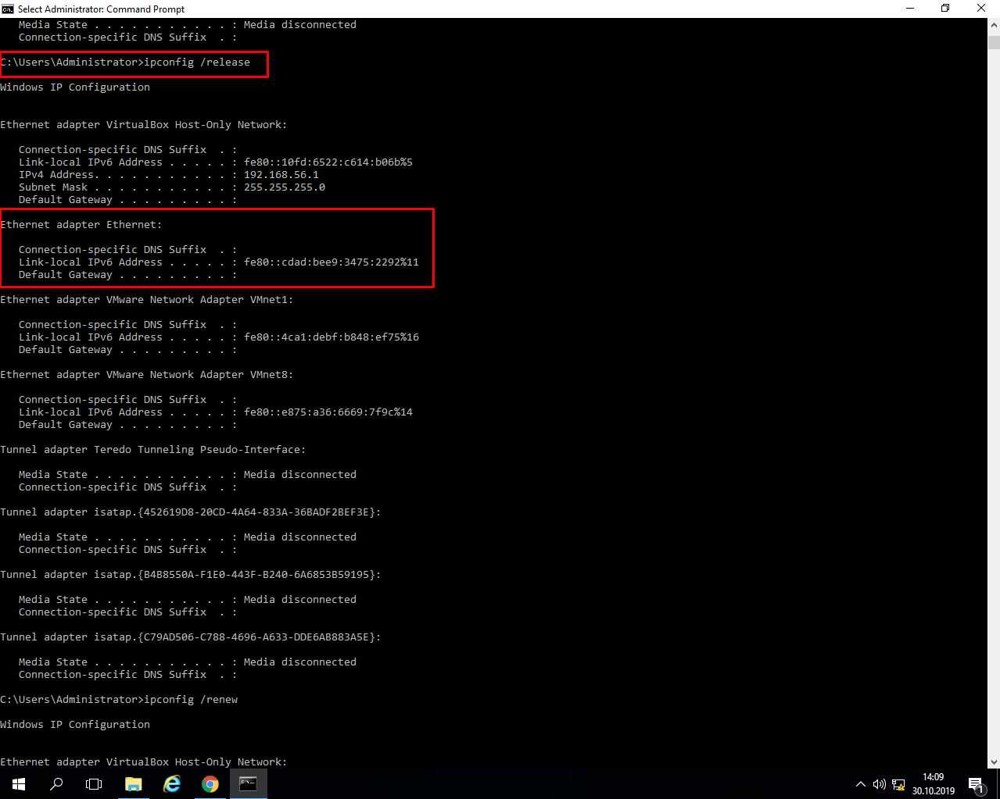 Select Administrator: Command Prompt
   Media State . . . . . . . . . . . : Media disconnected
   Connection-specific DNS Suffix  . :
C:\Users\Administrator>ipconfig /release
Windows IP Configuration
Ethernet adapter VirtualBox Host-Only Network:
   Connection-specific DNS Suffix  . :
   Link-local IPv6 Address . . . . . : fe80::10fd:6522:c614:b06b%5
   IPv4 Address. . . . . . . . . . . : 192.168.56.1
   Subnet Mask . . . . . . . . . . . : 255.255.255.0
   Default Gateway . . . . . . . . . :
Ethernet adapter Ethernet:
   Connection-specific DNS Suffix  . :
   Link-local IPv6 Address . . . . . : fe80::cdad:bee9:3475:2292%11
   Default Gateway . . . . . . . . . :
Ethernet adapter VMware Network Adapter VMnet1:
   Connection-specific DNS Suffix  . :
   Link-local IPv6 Address . . . . . : fe80::4ca1:debf:b848:ef75%16
   Default Gateway . . . . . . . . . :
Ethernet adapter VMware Network Adapter VMnet8:
   Connection-specific DNS Suffix  . :
   Link-local IPv6 Address . . . . . : fe80::e875:a36:6669:7f9c%14
   Default Gateway . . . . . . . . . :
Tunnel adapter Teredo Tunneling Pseudo-Interface:
   Media State . . . . . . . . . . . : Media disconnected
   Connection-specific DNS Suffix  . :
Tunnel adapter isatap.{452619D8-20CD-4A64-833A-36BADF2BEF3E}:
   Media State . . . . . . . . . . . : Media disconnected
   Connection-specific DNS Suffix  . :
Tunnel adapter isatap.{B4B8550A-F1E0-443F-B240-6A6853B59195}:
   Media State . . . . . . . . . . . : Media disconnected
   Connection-specific DNS Suffix  . :
Tunnel adapter isatap.{C79AD506-C788-4696-A633-DDE6AB883A5E}:
   Media State . . . . . . . . . . . : Media disconnected
   Connection-specific DNS Suffix  . :
C:\Users\Administrator>ipconfig /renew
Windows IP Configuration
Ethernet adapter VirtualBox Host-Only Network:
14:09
30.10.2019
1